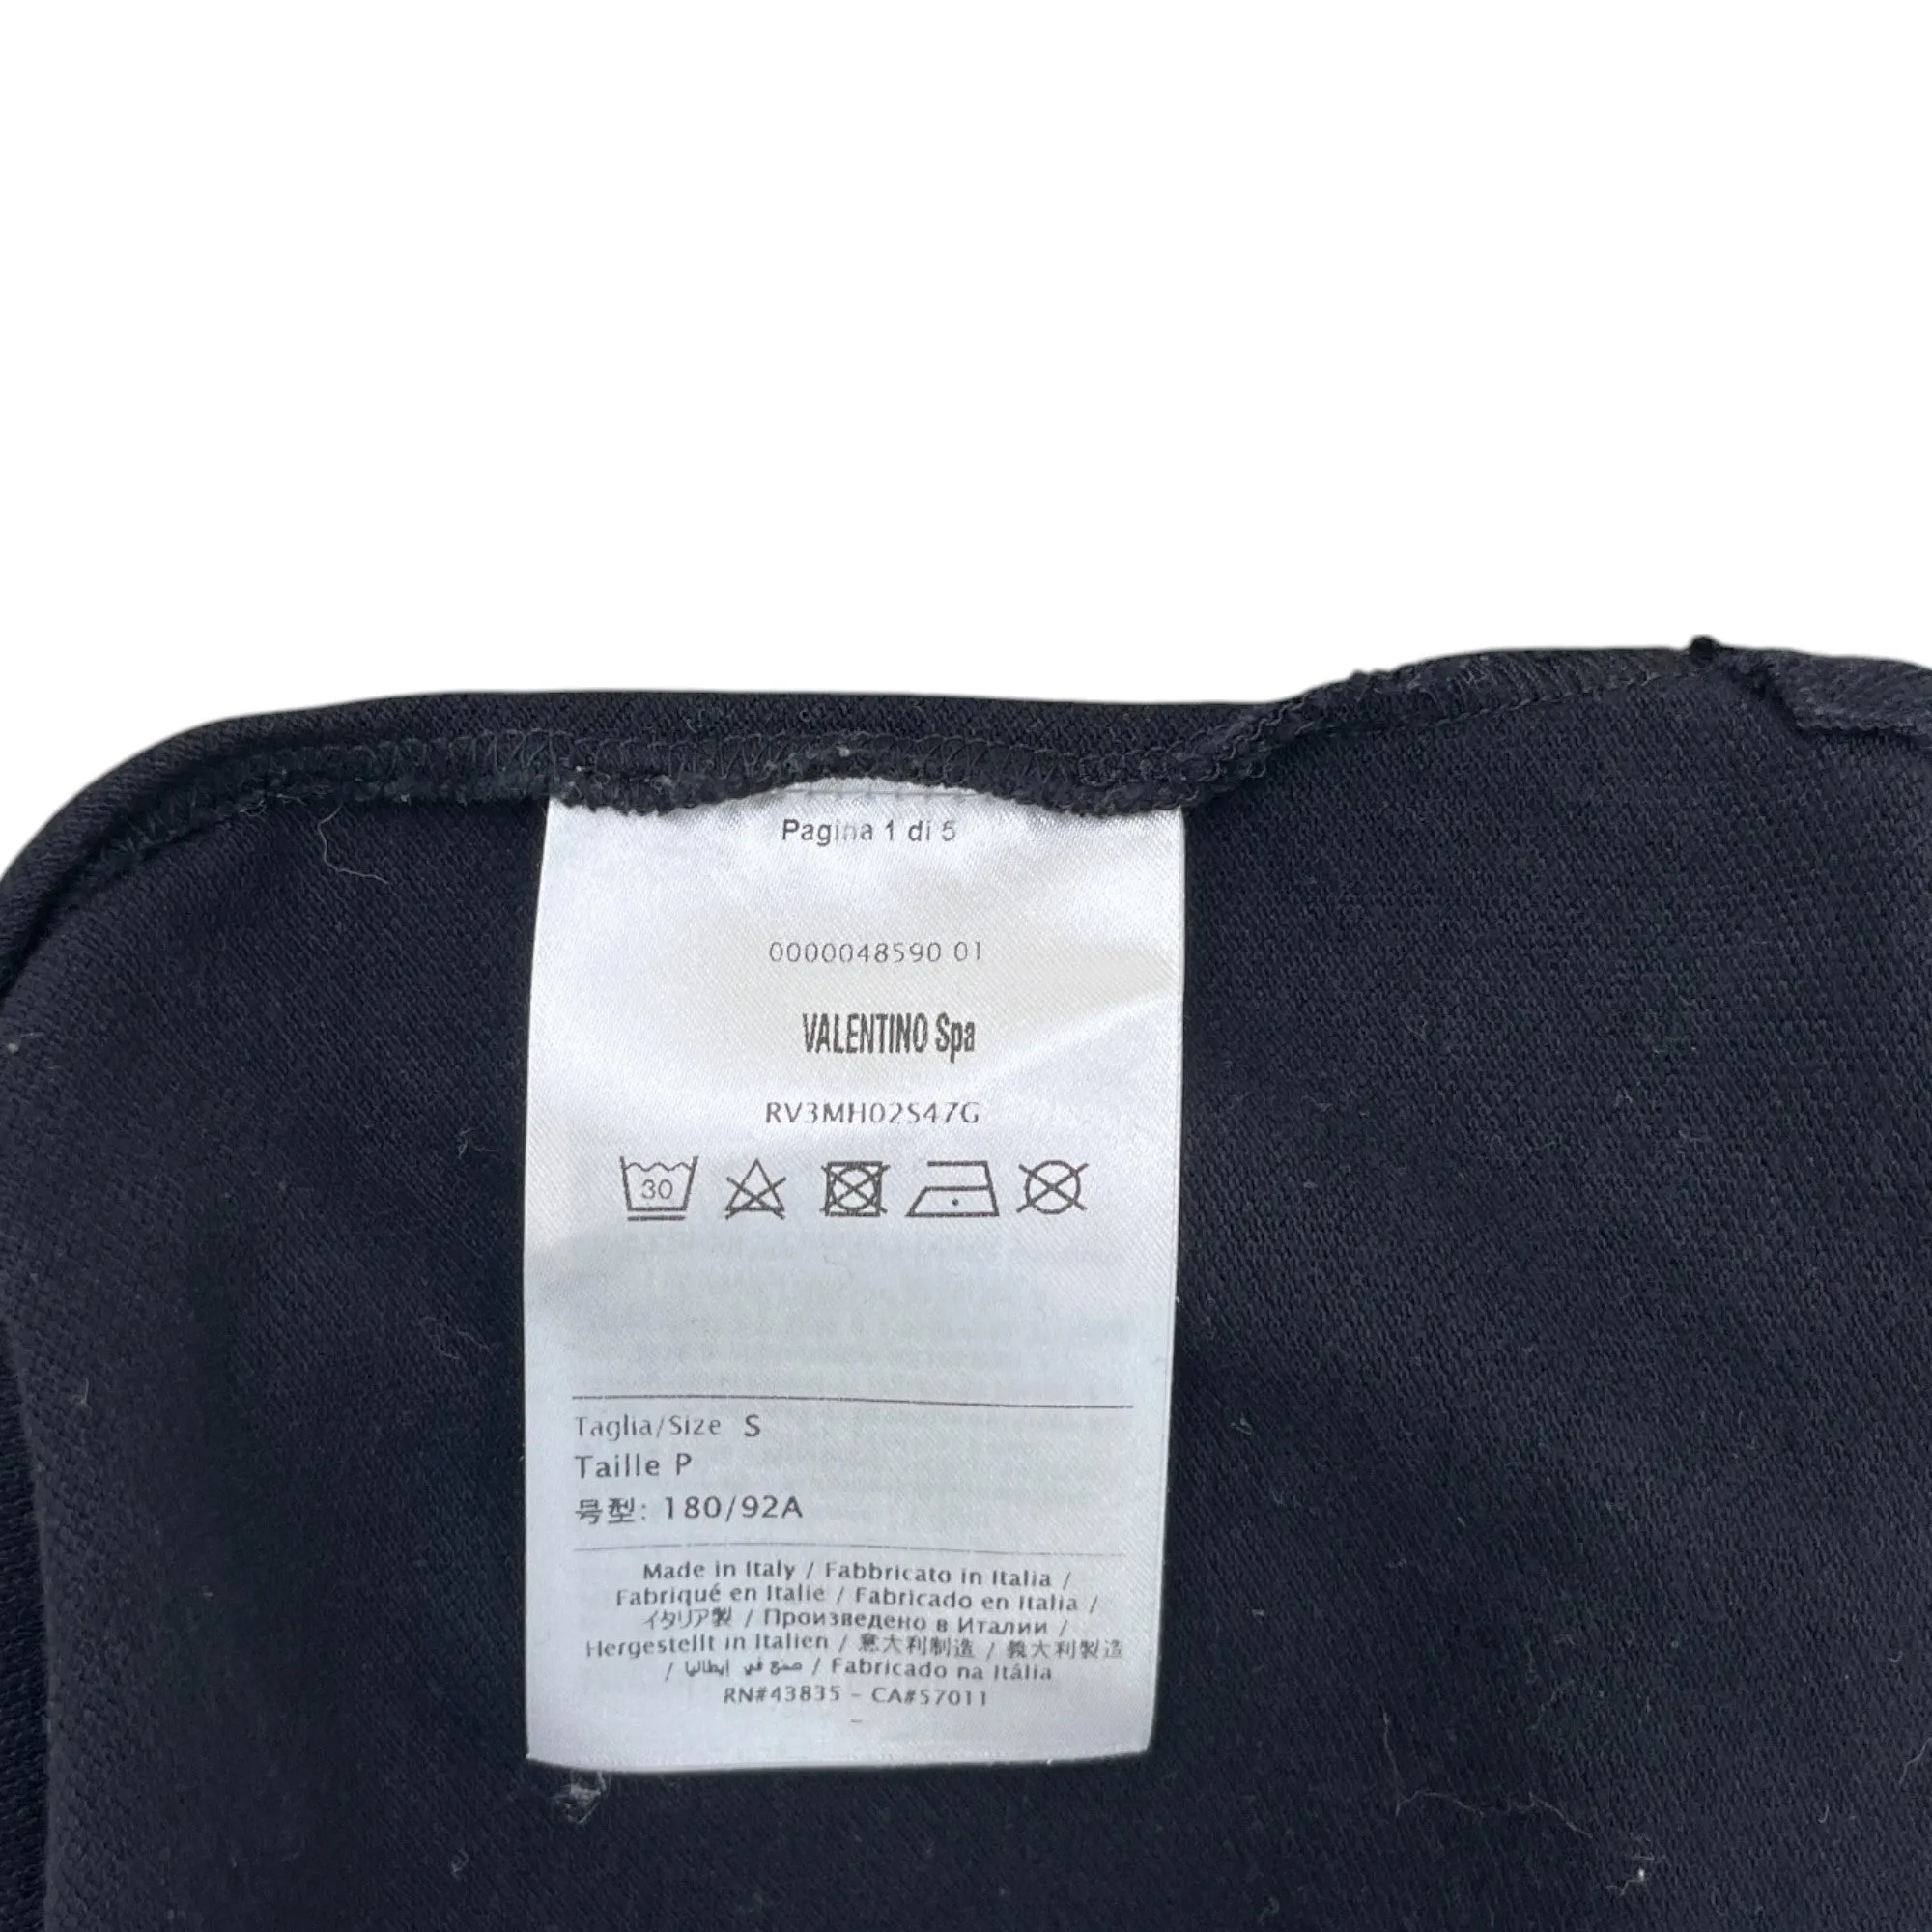 Pagina 1 di 5
0000048590 01
VALENTINO Spa
RV3MH02S47G
30
Taglia/Size S
Taille P
号型: 180/92A
Made in Italy / Fabbricato in Italia /
Fabriqué en Italie / Fabricado en Italia /
イタリア製 / Произведено в Италии /
Hergestellt in Italien / 意大利制造 / 義大利製造
/ صنع في إيطاليا / Fabricado na Itália
RN#43835 - CA#57011
-